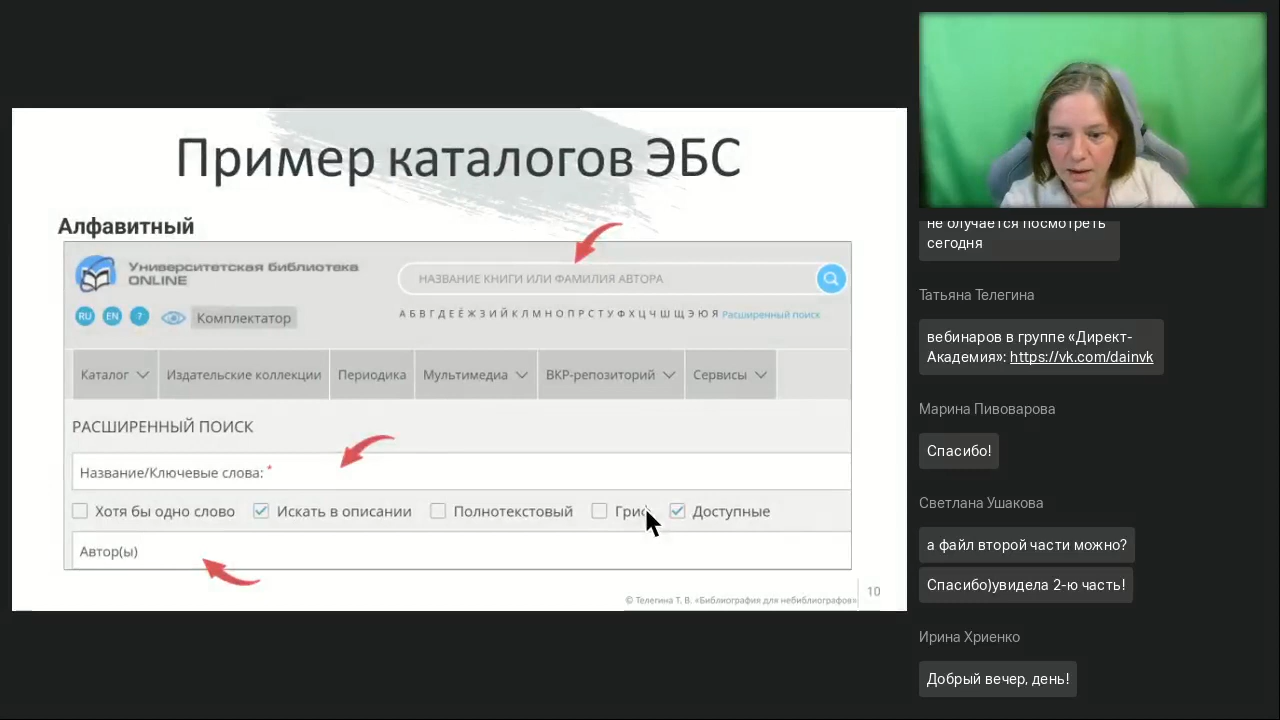 Пример каталогов ЭБС
Алфавитный
Университетская библиотека
ONLINE
НАЗВАНИЕ КНИГИ ИЛИ ФАМИЛИЯ АВТОРА
RU EN ? Комплектатор
А Б В Г Д Е Ё Ж З И Й К Л М Н О П Р С Т У Ф Х Ц Ч Ш Щ Э Ю Я Расширенный поиск
Каталог Издательские коллекции Периодика Мультимедиа ВКР-репозиторий Сервисы
РАСШИРЕННЫЙ ПОИСК
Название/Ключевые слова: *
Хотя бы одно слово Искать в описании Полнотекстовый Гриф Доступные
Автор(ы)
© Телегина Т. В. «Библиография для небиблиографов»
10
не олучается посмотреть
сегодня
Татьяна Телегина
вебинаров в группе «Директ-
Академия»: https://vk.com/dainvk
Марина Пивоварова
Спасибо!
Светлана Ушакова
а файл второй части можно?
Спасибо)увидела 2-ю часть!
Ирина Хриенко
Добрый вечер, день!